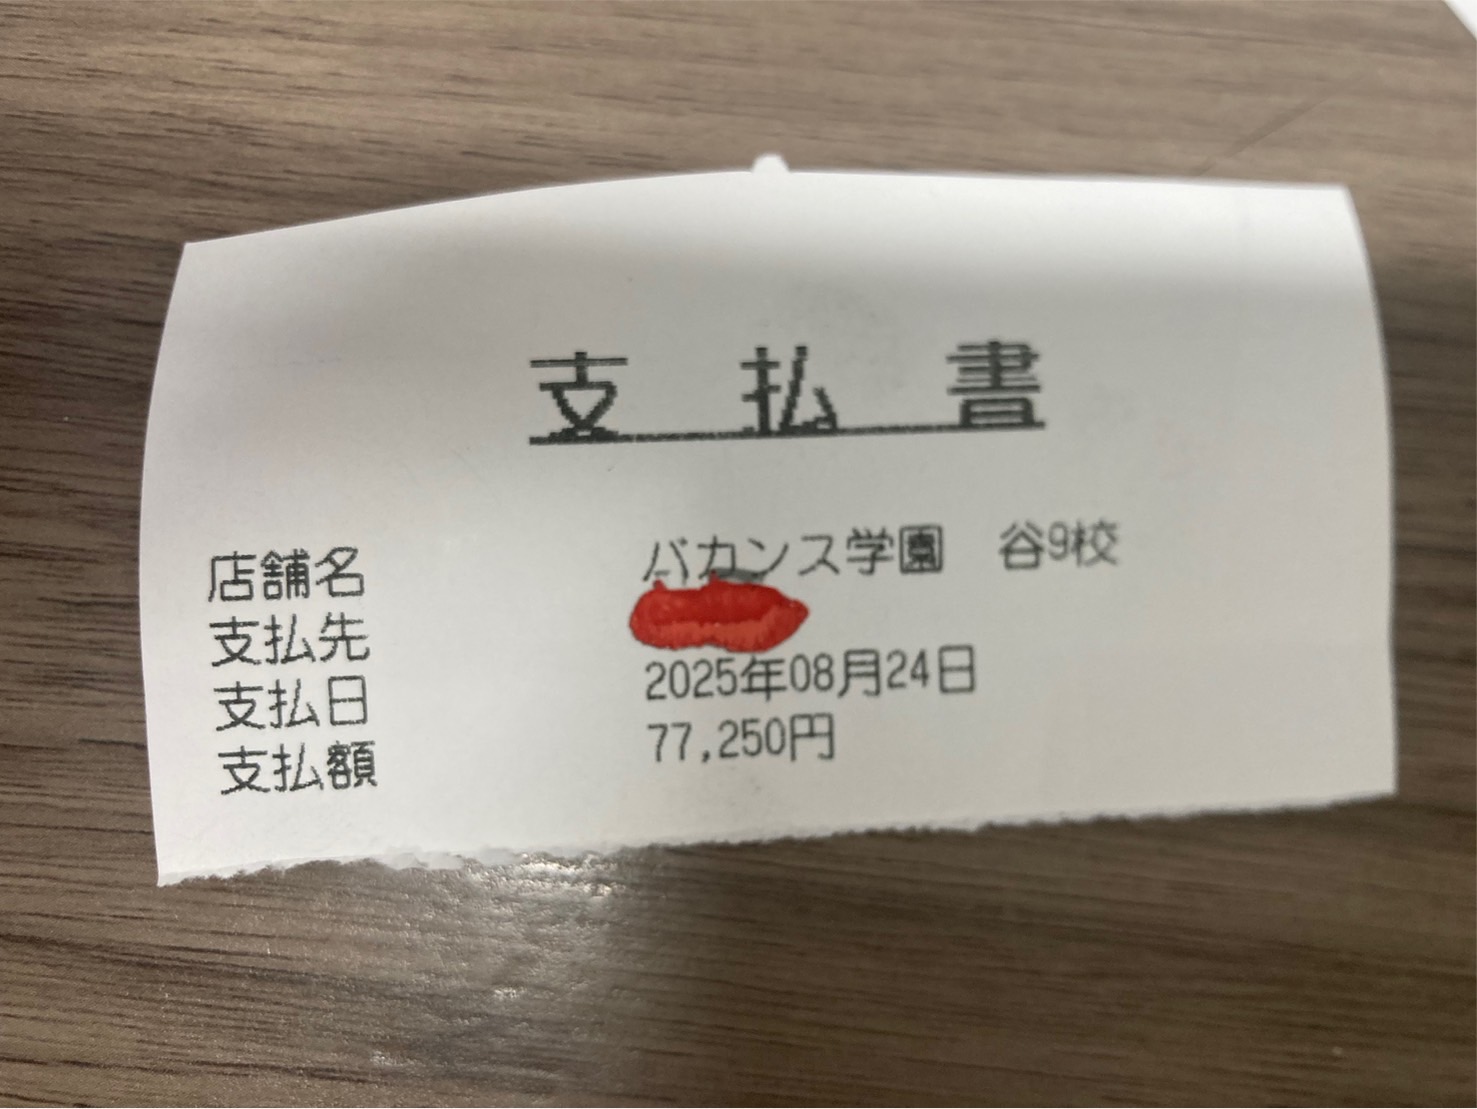 支払書
店舗名 バカンス学園 谷9校
支払先
支払日 2025年08月24日
支払額 77,250円